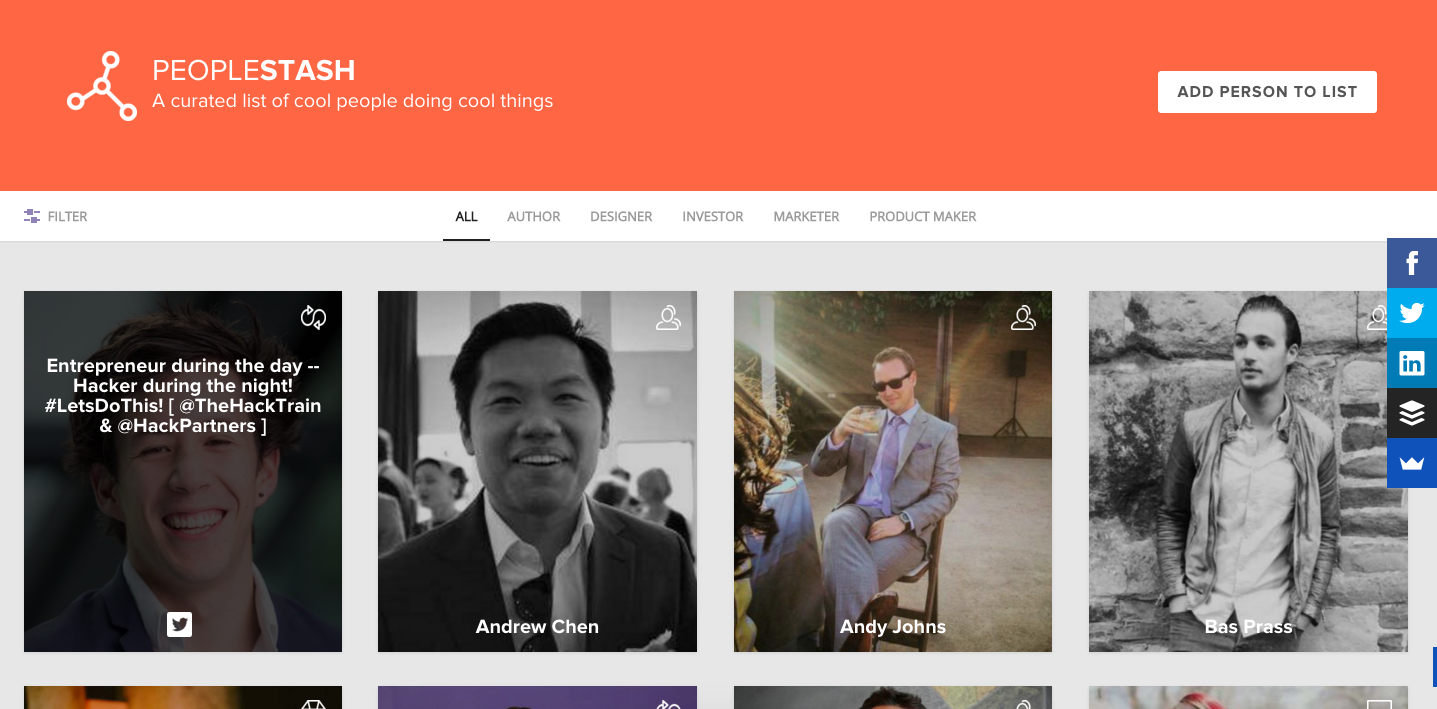 PEOPLESTASH
A curated list of cool people doing cool things
ADD PERSON TO LIST
FILTER
ALL
AUTHOR
DESIGNER
INVESTOR
MARKETER
PRODUCT MAKER
Entrepreneur during the day --
Hacker during the night!
#LetsDoThis! [ @TheHackTrain
& @HackPartners ]
Andrew Chen
Andy Johns
Bas Prass